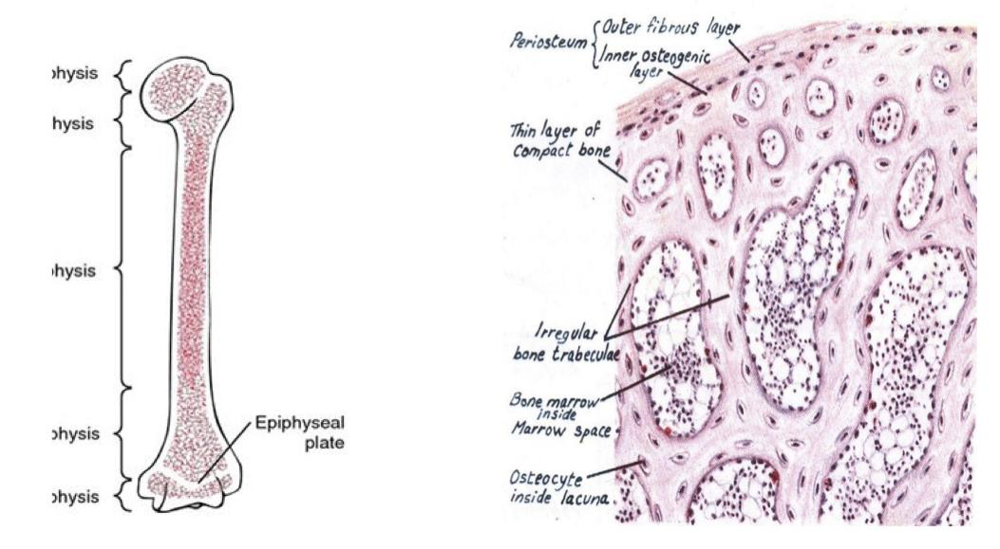 physis
hysis
physis
physis
physis
Epiphyseal
plate
Periosteum
Outer fibrous layer
Inner osteogenic
layer
Thin layer of
Compact bone
Irregular
bone trabeculae
Bone marrow
inside
Marrow space
Osteocyte
inside lacuna.